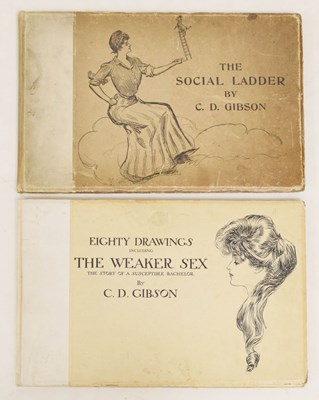 THE
SOCIAL LADDER
BY
C. D. GIBSON
EIGHTY DRAWINGS
INCLUDING
THE WEAKER SEX
THE STORY OF A SUSCEPTIBLE BACHELOR
BY
C. D. GIBSON